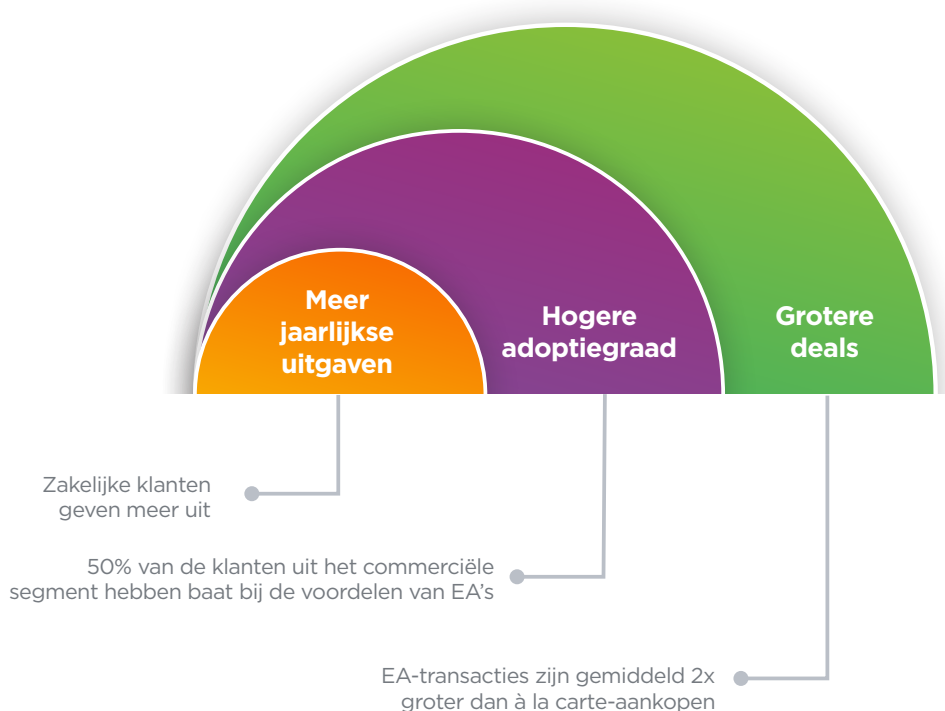 Meer
jaarlijkse
uitgaven
Hogere
adoptiegraad
Grotere
deals
Zakelijke klanten
geven meer uit
50% van de klanten uit het commerciële
segment hebben baat bij de voordelen van EA's
EA-transacties zijn gemiddeld 2x
groter dan à la carte-aankopen